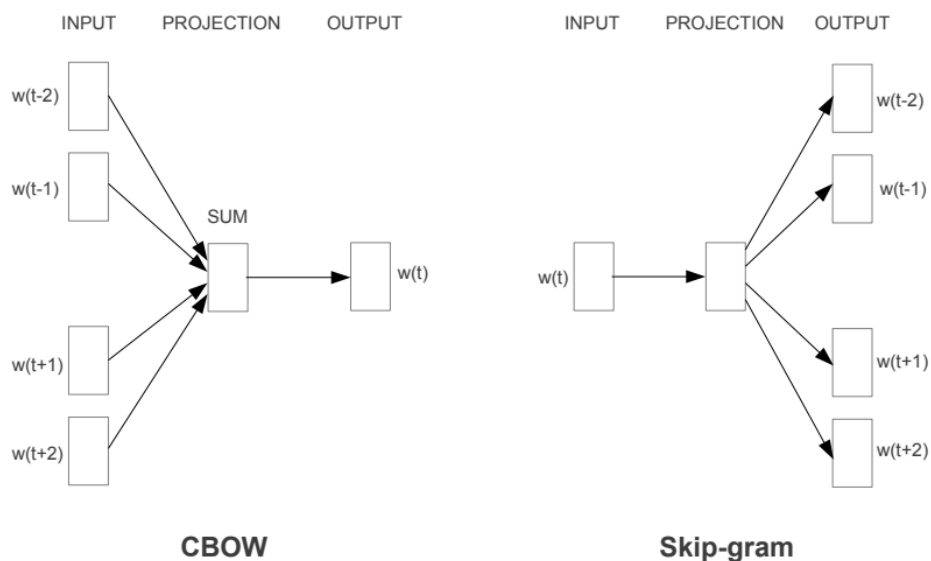 INPUT PROJECTION OUTPUT
w(t-2)
w(t-1)
SUM
w(t)
w(t+1)
w(t+2)
CBOW
INPUT PROJECTION OUTPUT
w(t-2)
w(t-1)
w(t)
w(t+1)
w(t+2)
Skip-gram